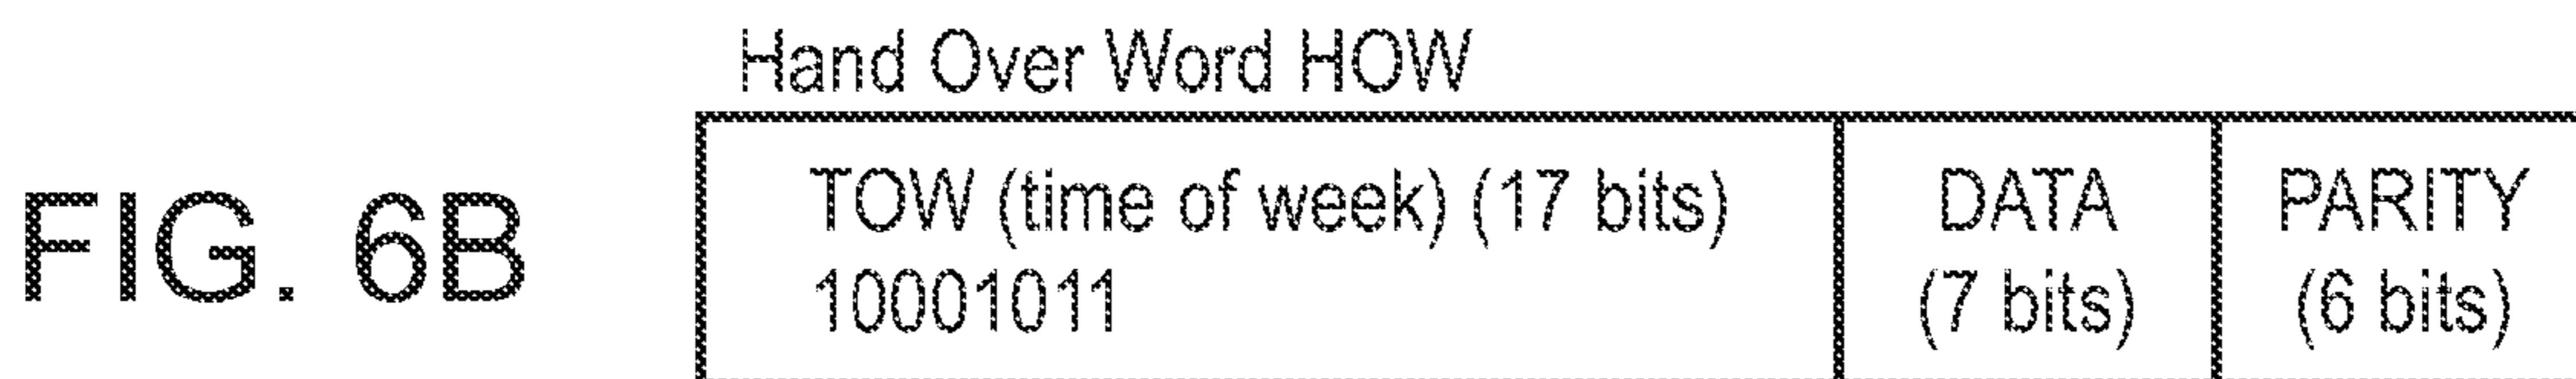 Hand Over Word HOW
FIG. 6B
TOW (time of week) (17 bits)
10001011
DATA
(7 bits)
PARITY
(6 bits)